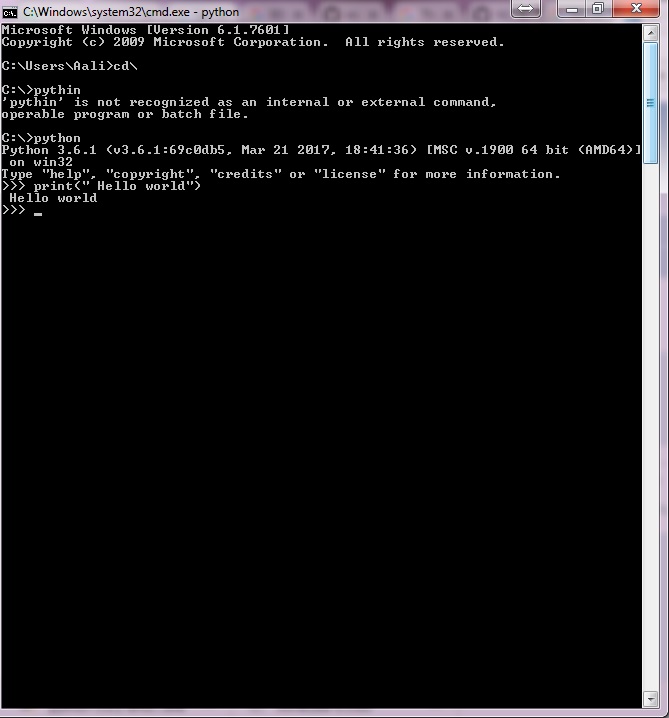 C:\Windows\system32\cmd.exe - python
Microsoft Windows [Version 6.1.7601]
Copyright (c) 2009 Microsoft Corporation.  All rights reserved.
C:\Users\Aali>cd\
C:\>pythin
'pythin' is not recognized as an internal or external command,
operable program or batch file.
C:\>python
Python 3.6.1 (v3.6.1:69c0db5, Mar 21 2017, 18:41:36) [MSC v.1900 64 bit (AMD64)]
 on win32
Type "help", "copyright", "credits" or "license" for more information.
>>> print(" Hello world")
 Hello world
>>> _